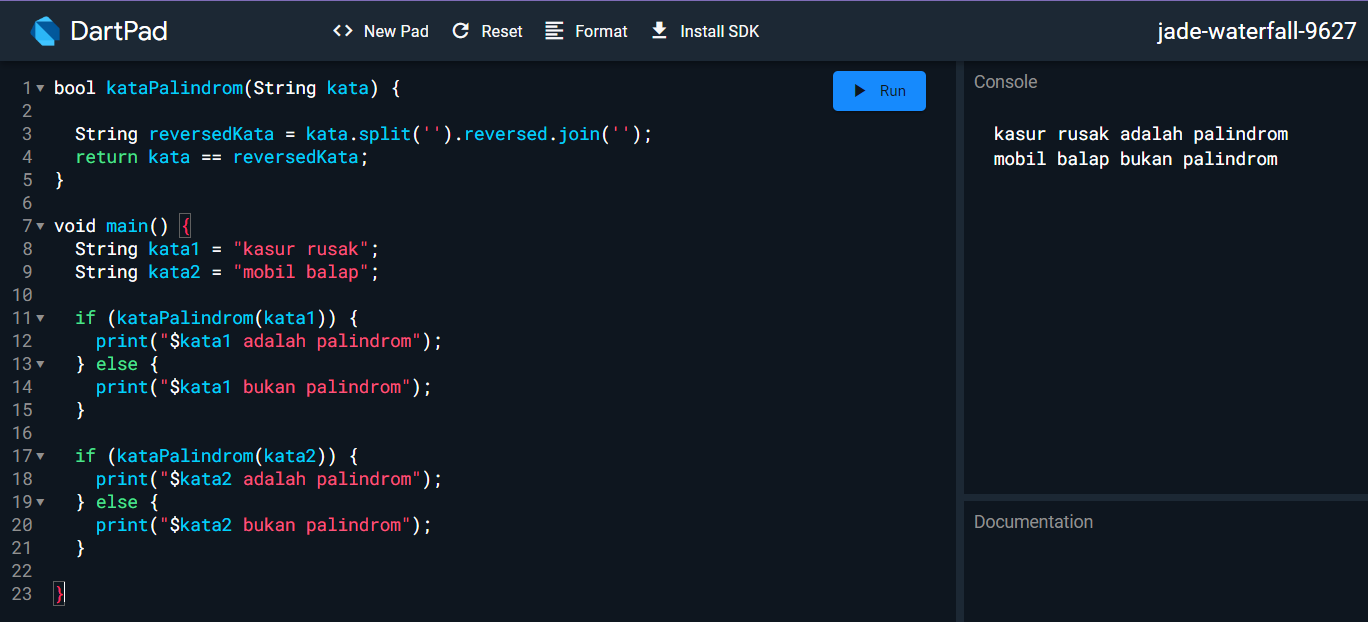 DartPad
<> New Pad Reset Format Install SDK
jade-waterfall-9627
Run
1 bool kataPalindrom(String kata) {
2
3   String reversedKata = kata.split('').reversed.join('');
4   return kata == reversedKata;
5 }
6
7 void main() {
8   String kata1 = "kasur rusak";
9   String kata2 = "mobil balap";
10
11   if (kataPalindrom(kata1)) {
12     print("$kata1 adalah palindrom");
13   } else {
14     print("$kata1 bukan palindrom");
15   }
16
17   if (kataPalindrom(kata2)) {
18     print("$kata2 adalah palindrom");
19   } else {
20     print("$kata2 bukan palindrom");
21   }
22
23 }
Console
kasur rusak adalah palindrom
mobil balap bukan palindrom
Documentation